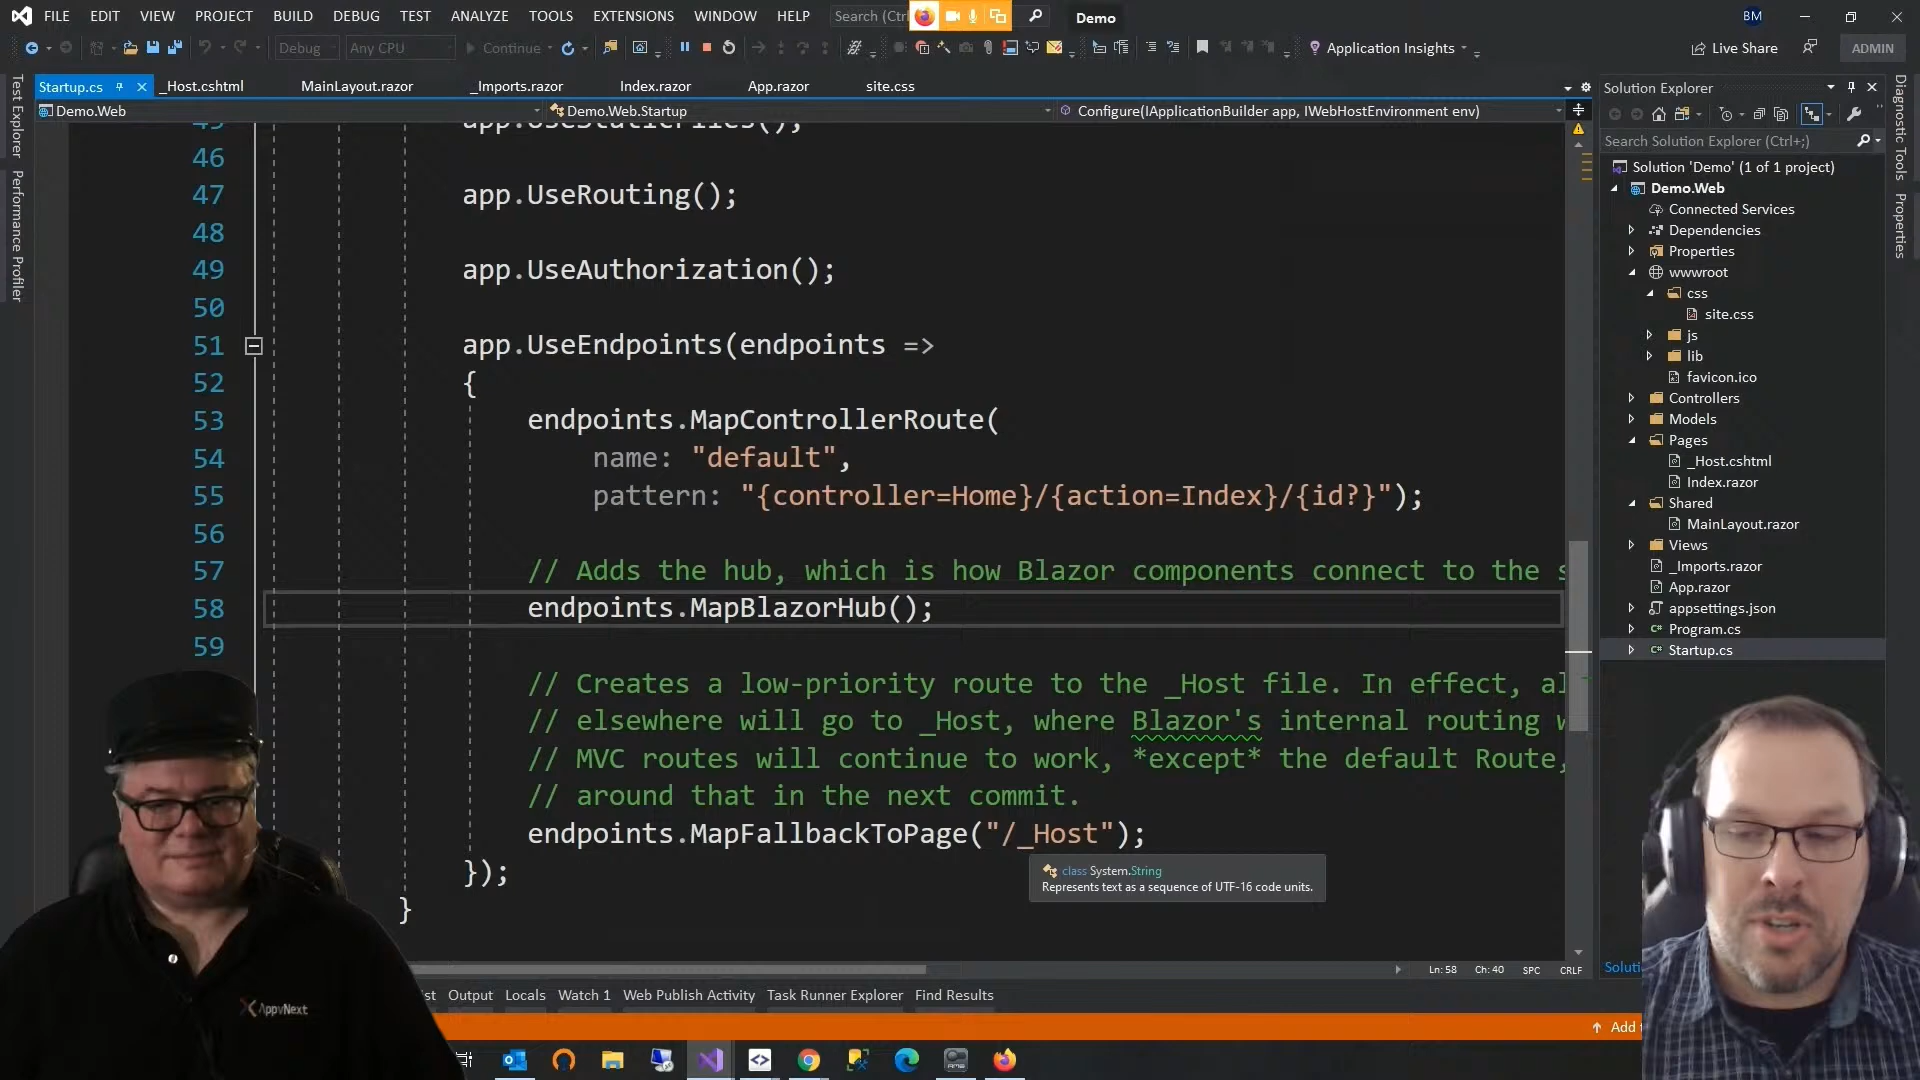 FILE EDIT VIEW PROJECT BUILD DEBUG TEST ANALYZE TOOLS EXTENSIONS WINDOW HELP Search (Ctrl Demo BM
Debug Any CPU Continue Application Insights Live Share ADMIN
Startup.cs _Host.cshtml MainLayout.razor _Imports.razor Index.razor App.razor site.css
Demo.Web Demo.Web.Startup Configure(IApplicationBuilder app, IWebHostEnvironment env)
Test Explorer
Performance Profiler
45 app.UseStaticFiles();
46
47 app.UseRouting();
48
49 app.UseAuthorization();
50
51 app.UseEndpoints(endpoints =>
52 {
53 endpoints.MapControllerRoute(
54 name: "default",
55 pattern: "{controller=Home}/{action=Index}/{id?}");
56
57 // Adds the hub, which is how Blazor components connect to the s
58 endpoints.MapBlazorHub();
59
// Creates a low-priority route to the _Host file. In effect, al
// elsewhere will go to _Host, where Blazor's internal routing w
// MVC routes will continue to work, *except* the default Route,
// around that in the next commit.
endpoints.MapFallbackToPage("/_Host");
class System.String
Represents text as a sequence of UTF-16 code units.
});
}
Ln: 58 Ch: 40 SPC CRLF
st Output Locals Watch 1 Web Publish Activity Task Runner Explorer Find Results
Add
Solution Explorer
Search Solution Explorer (Ctrl+;)
Solution 'Demo' (1 of 1 project)
Demo.Web
Connected Services
Dependencies
Properties
wwwroot
css
site.css
js
lib
favicon.ico
Controllers
Models
Pages
_Host.cshtml
Index.razor
Shared
MainLayout.razor
Views
_Imports.razor
App.razor
appsettings.json
Program.cs
Startup.cs
Soluti
Diagnostic Tools
Properties
AppvNext